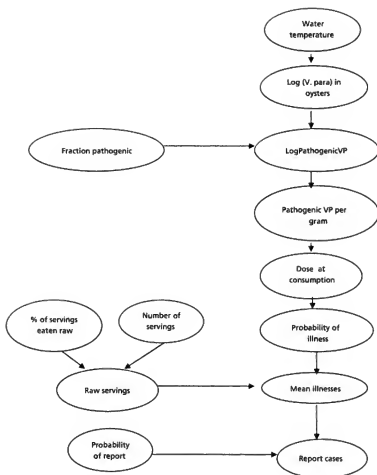 Water
temperature
Log (V. para) in
oysters
Fraction pathogenic
LogPathogenicVP
Pathogenic VP per
gram
Dose at
consumption
% of servings
eaten raw
Number of
servings
Probability of
illness
Raw servings
Mean illnesses
Probability
of report
Report cases